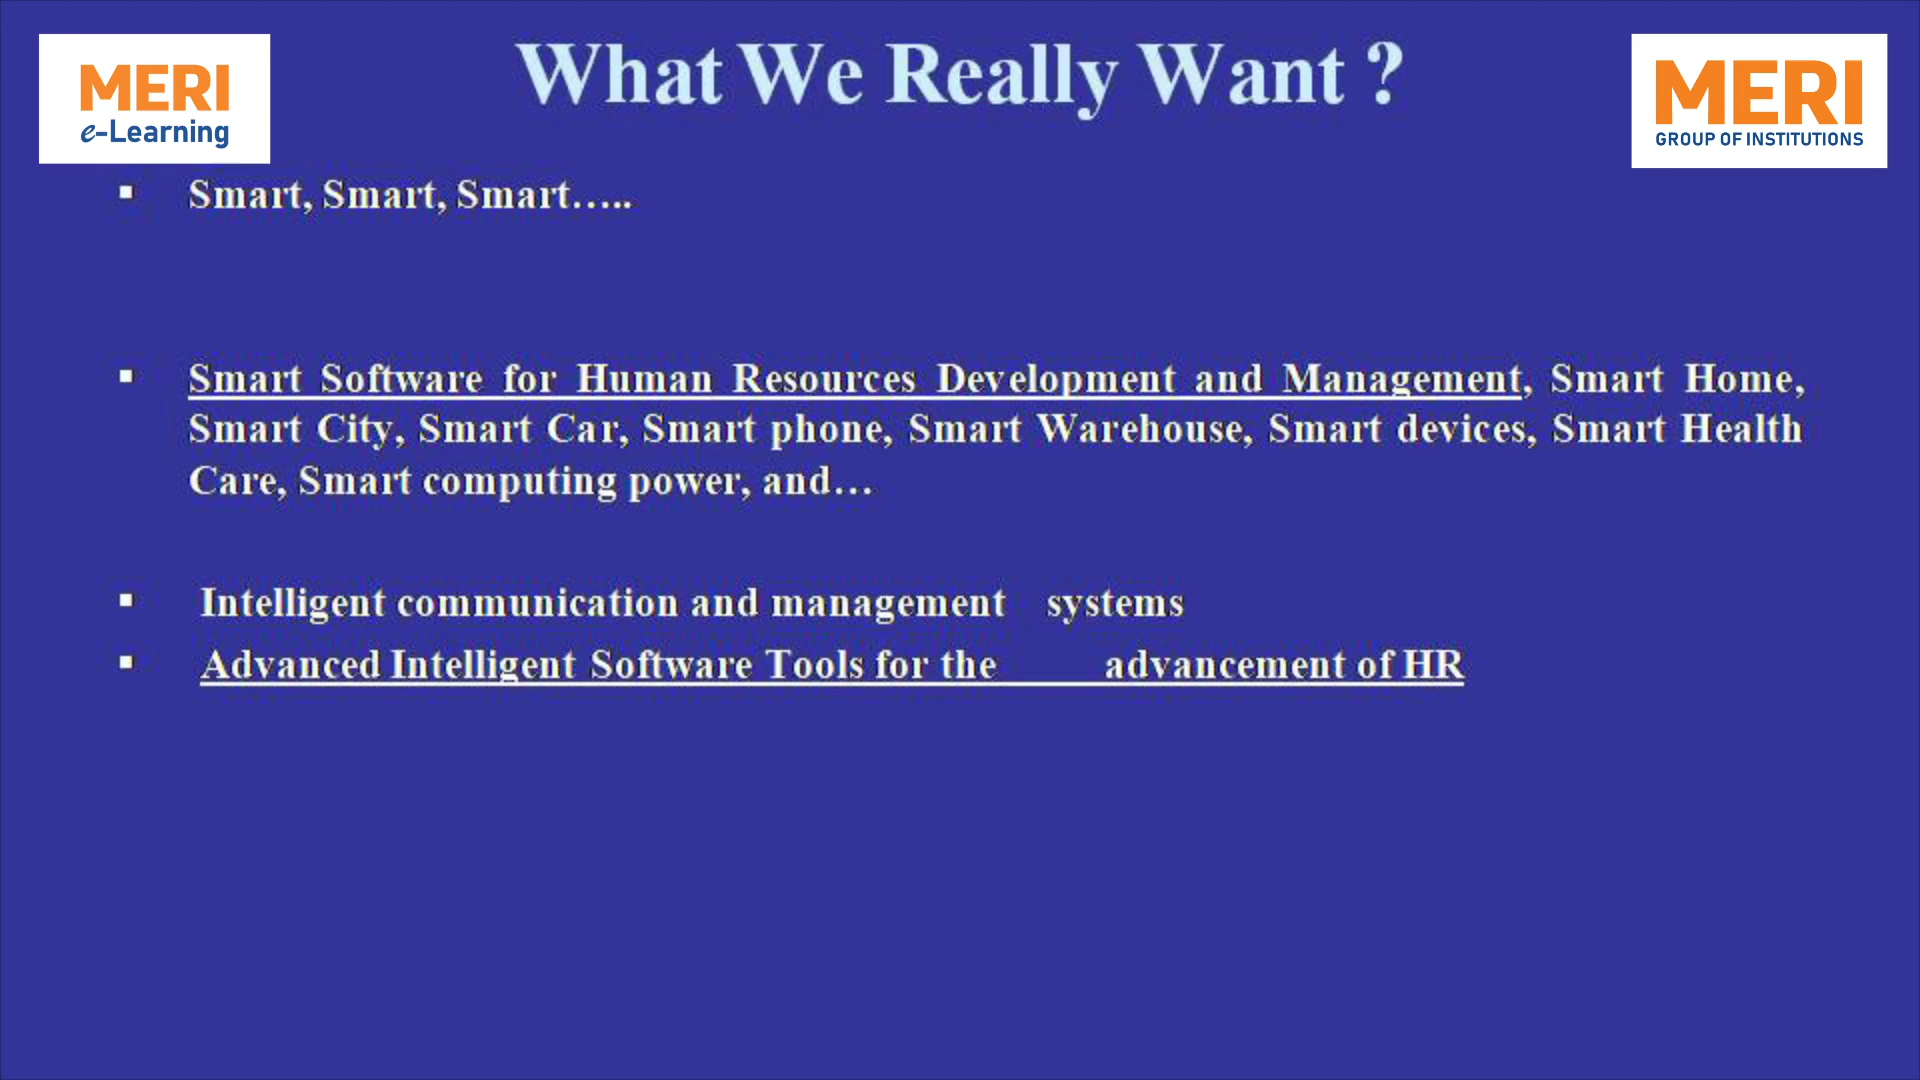 MERI
e-Learning
What We Really Want ?
MERI
GROUP OF INSTITUTIONS
▪ Smart, Smart, Smart…..
▪ Smart Software for Human Resources Development and Management, Smart Home,
Smart City, Smart Car, Smart phone, Smart Warehouse, Smart devices, Smart Health
Care, Smart computing power, and…
▪ Intelligent communication and management systems
▪ Advanced Intelligent Software Tools for the advancement of HR